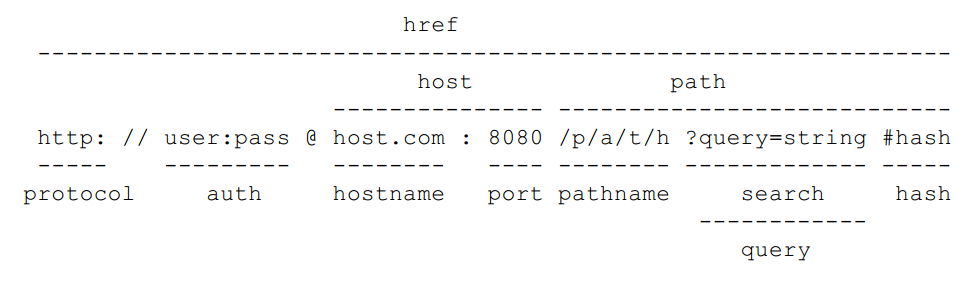 href
-----------------------------------------------------------------
host path
--------------- ----------------------------
http: // user:pass @ host.com : 8080 /p/a/t/h ?query=string #hash
----- --------- -------- ---- -------- ------------- -----
protocol auth hostname port pathname search hash
------------
query